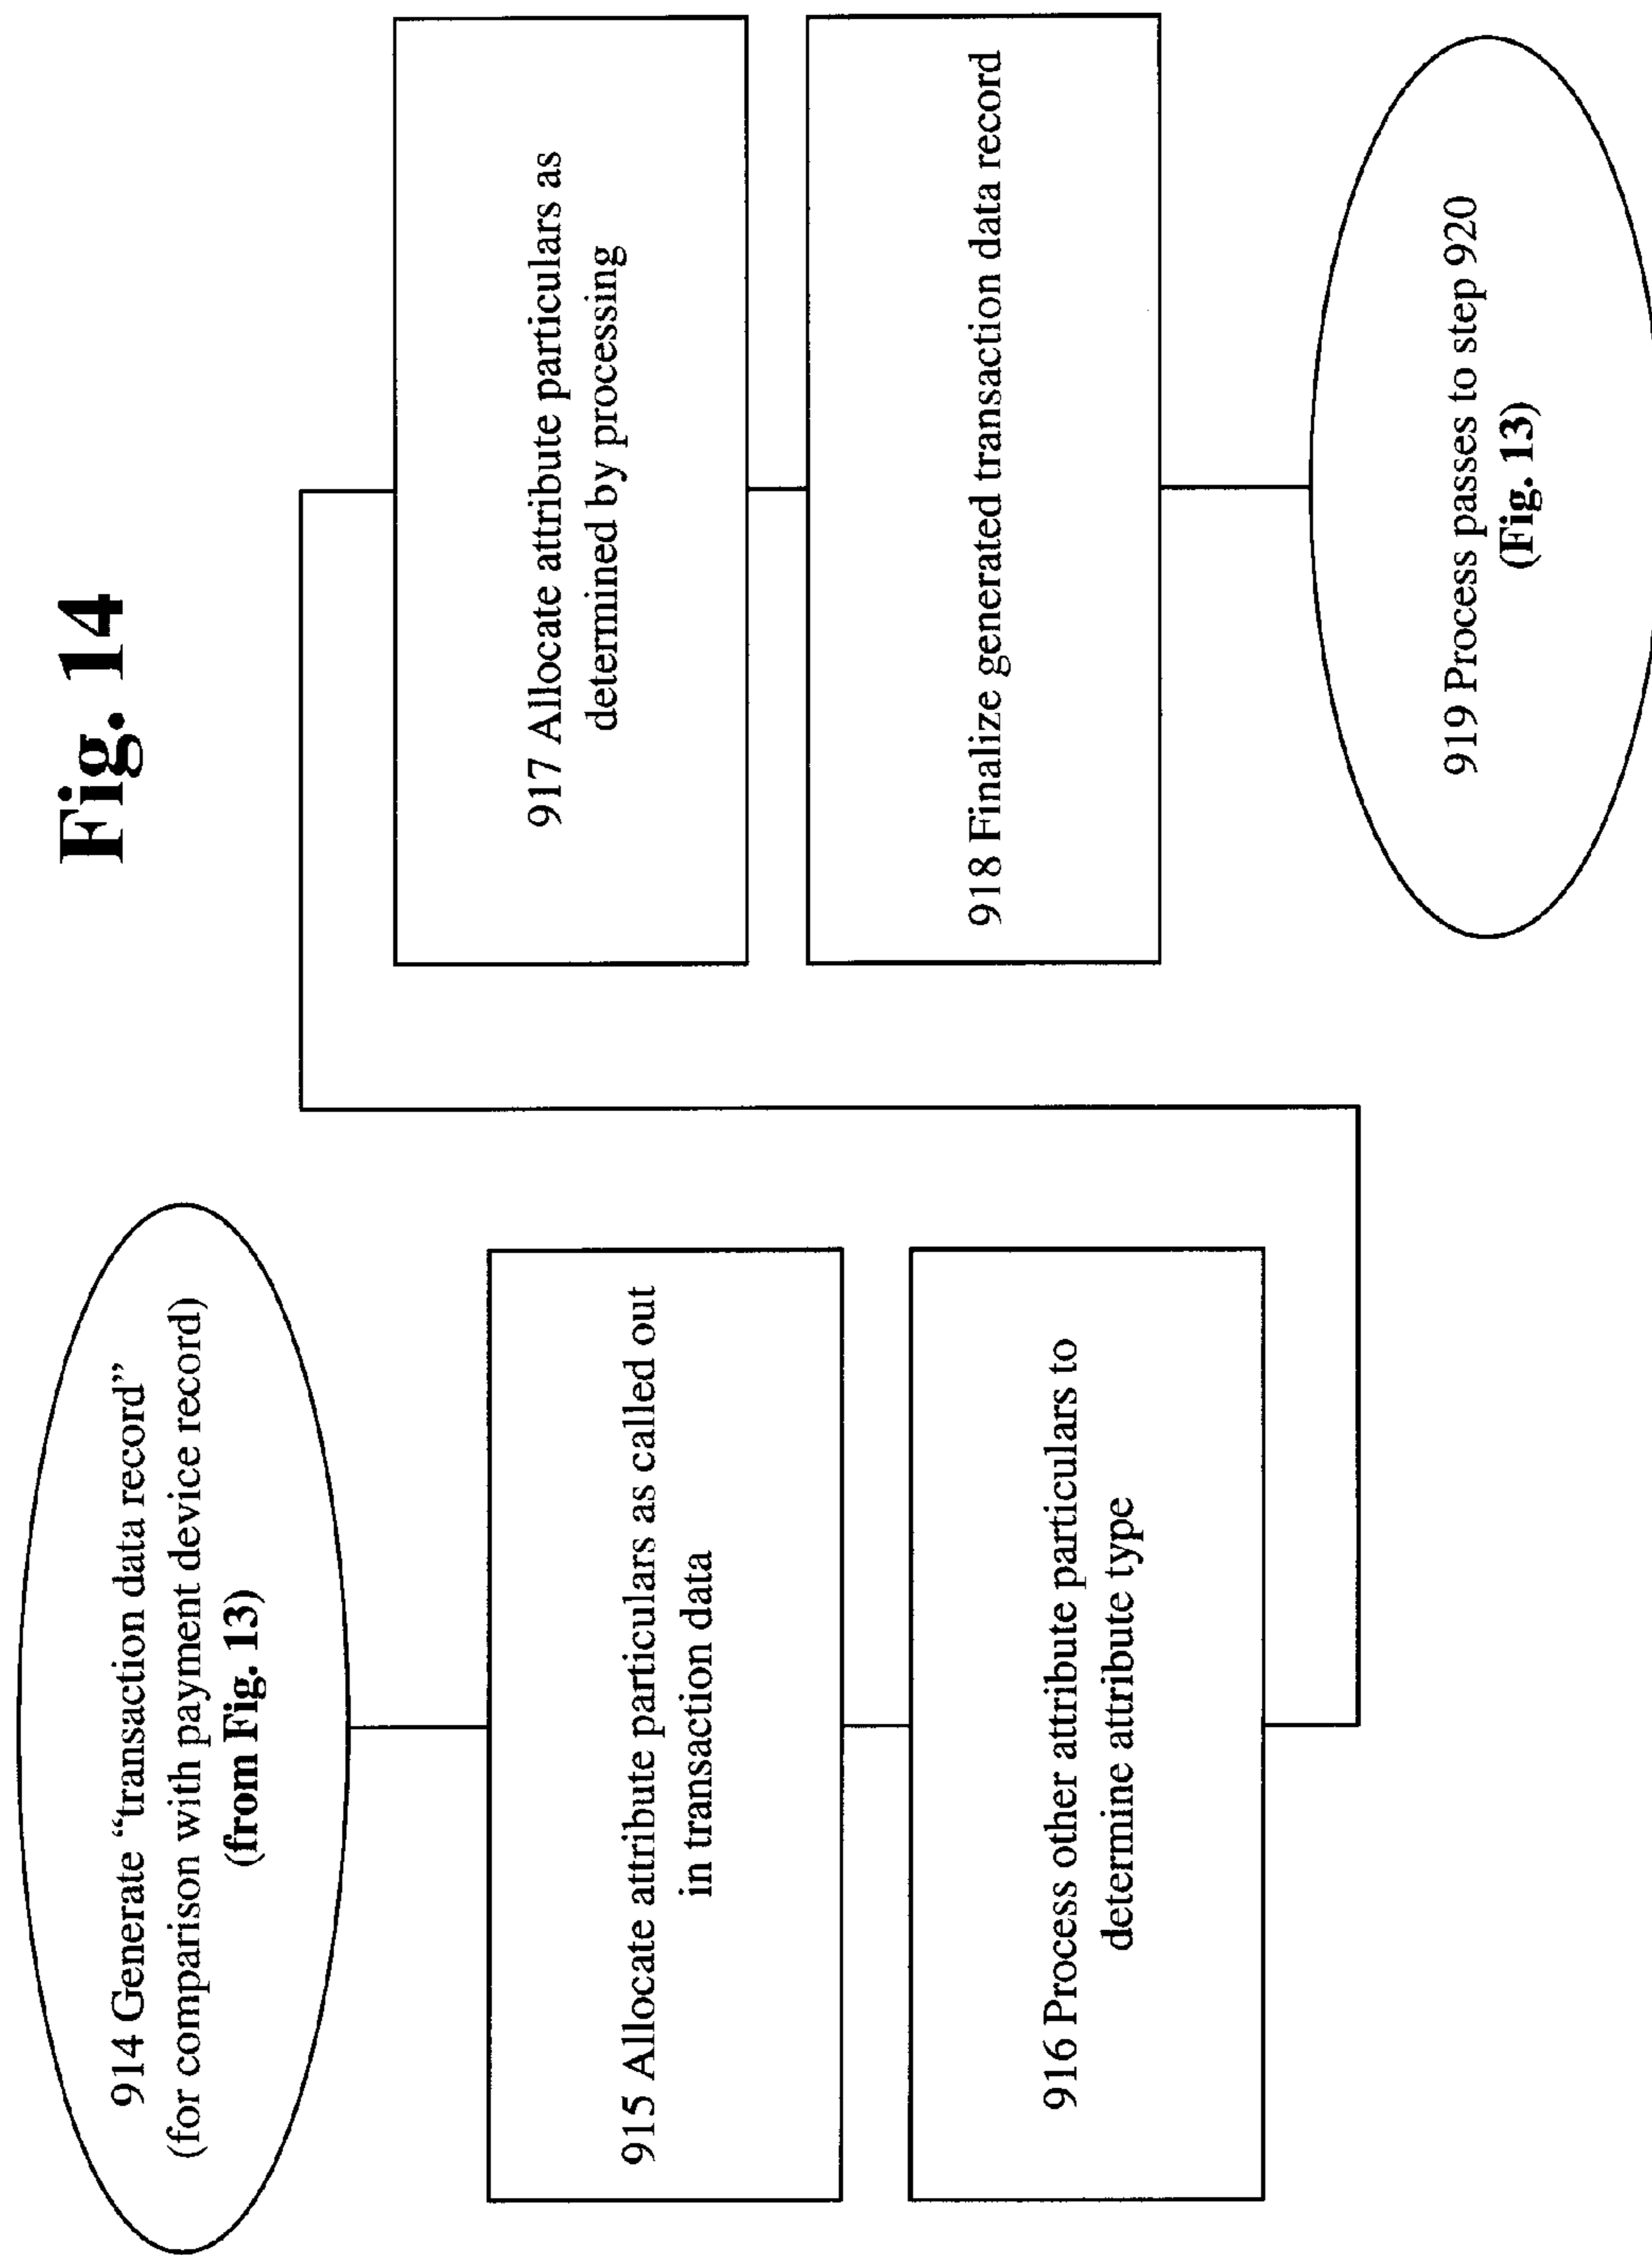 Fig. 14
914 Generate “transaction data record”
(for comparison with payment device record)
(from Fig. 13)
915 Allocate attribute particulars as called out
in transaction data
916 Process other attribute particulars to
determine attribute type
917 Allocate attribute particulars as
determined by processing
918 Finalize generated transaction data record
919 Process passes to step 920
(Fig. 13)